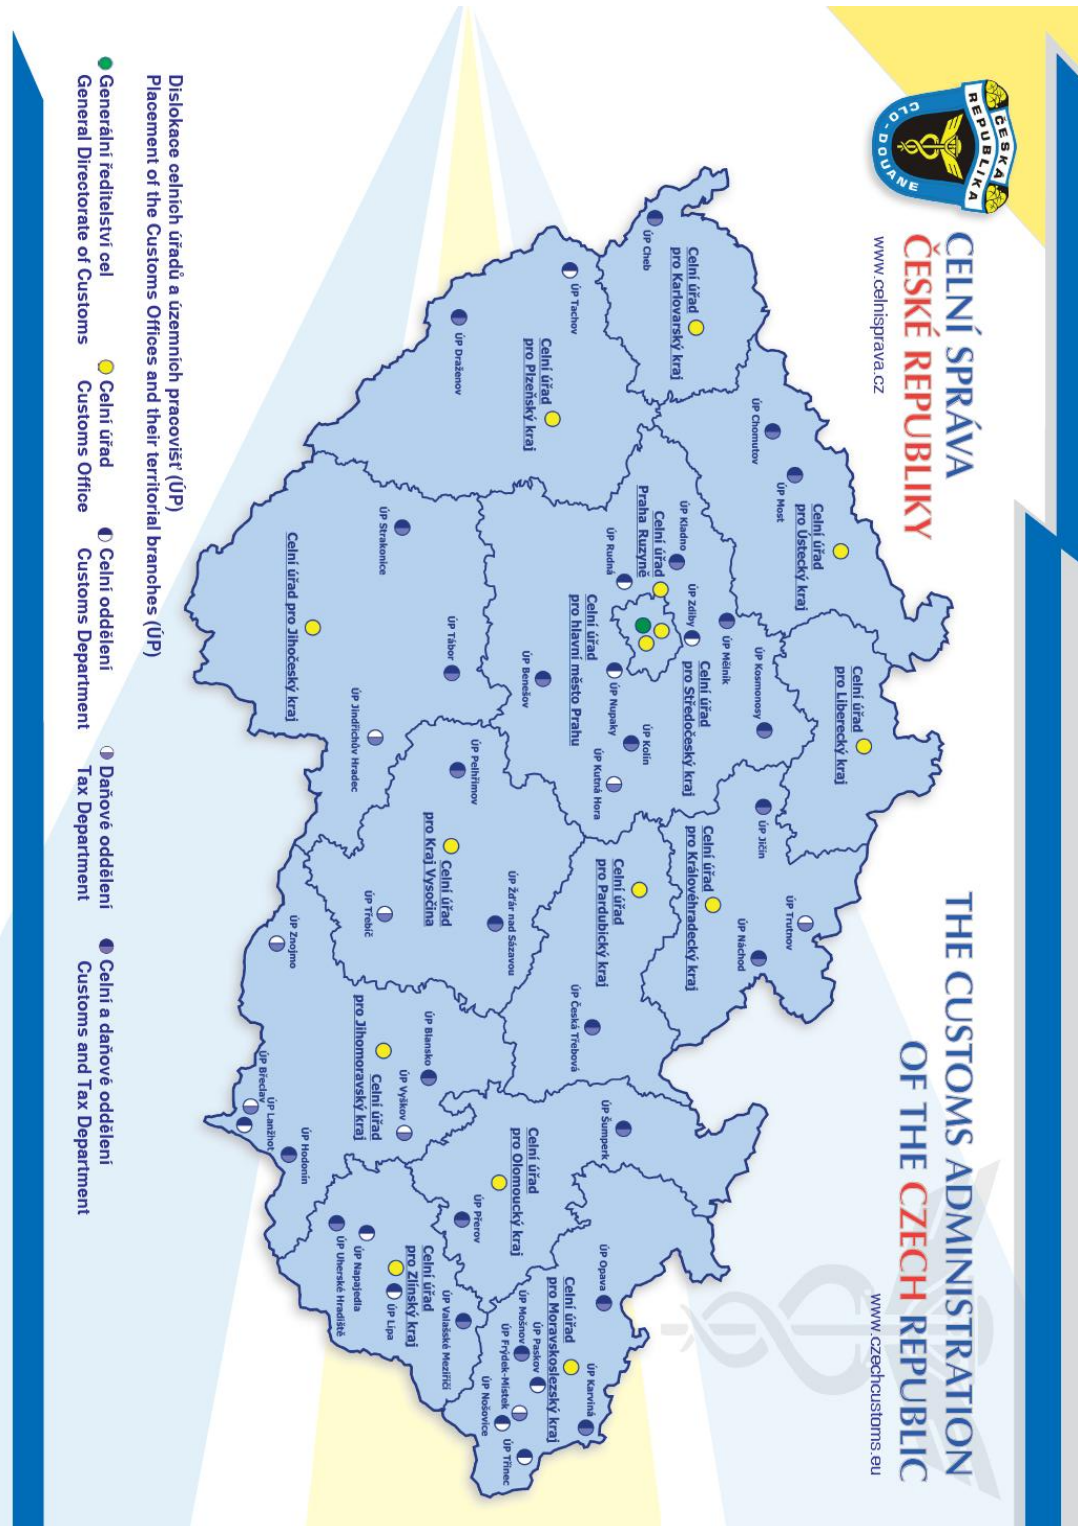 ČESKÁ
REPUBLIKA
CLO-DOUANE
CELNÍ SPRÁVA
ČESKÉ REPUBLIKY
www.celnisprava.cz
THE CUSTOMS ADMINISTRATION
OF THE CZECH REPUBLIC
www.czechcustoms.eu
Celní úřad
pro Karlovarský kraj
ÚP Cheb
ÚP Tachov
ÚP Draženov
Celní úřad
pro Plzeňský kraj
ÚP Chomutov
ÚP Most
Celní úřad
pro Ústecký kraj
Celní úřad
pro Liberecký kraj
ÚP Kladno
Celní úřad
Praha Ruzyně
ÚP Rudná
ÚP Zdiby
ÚP Mělník
ÚP Kosmonosy
Celní úřad
pro Středočeský kraj
Celní úřad
pro hlavní město Prahu
ÚP Nupaky
ÚP Kolín
ÚP Kutná Hora
ÚP Benešov
ÚP Strakonice
ÚP Tábor
Celní úřad pro Jihočeský kraj
ÚP Jindřichův Hradec
ÚP Jičín
ÚP Trutnov
ÚP Náchod
Celní úřad
pro Královéhradecký kraj
Celní úřad
pro Pardubický kraj
ÚP Česká Třebová
ÚP Pelhřimov
Celní úřad
pro Kraj Vysočina
ÚP Žďár nad Sázavou
ÚP Třebíč
ÚP Znojmo
ÚP Blansko
Celní úřad
pro Jihomoravský kraj
ÚP Vyškov
ÚP Břeclav
ÚP Lanžhot
ÚP Hodonín
ÚP Šumperk
Celní úřad
pro Olomoucký kraj
ÚP Přerov
Celní úřad
pro Zlínský kraj
ÚP Valašské Meziříčí
ÚP Lípa
ÚP Napajedla
ÚP Uherské Hradiště
ÚP Opava
Celní úřad
pro Moravskoslezský kraj
ÚP Mošnov
ÚP Paskov
ÚP Frýdek-Místek
ÚP Nošovice
ÚP Třinec
ÚP Karviná
Dislokace celních úřadů a územních pracovišť (ÚP)
Placement of the Customs Offices and their territorial branches (ÚP)
Generální ředitelství cel
General Directorate of Customs
Celní úřad
Customs Office
Celní oddělení
Customs Department
Daňové oddělení
Tax Department
Celní a daňové oddělení
Customs and Tax Department